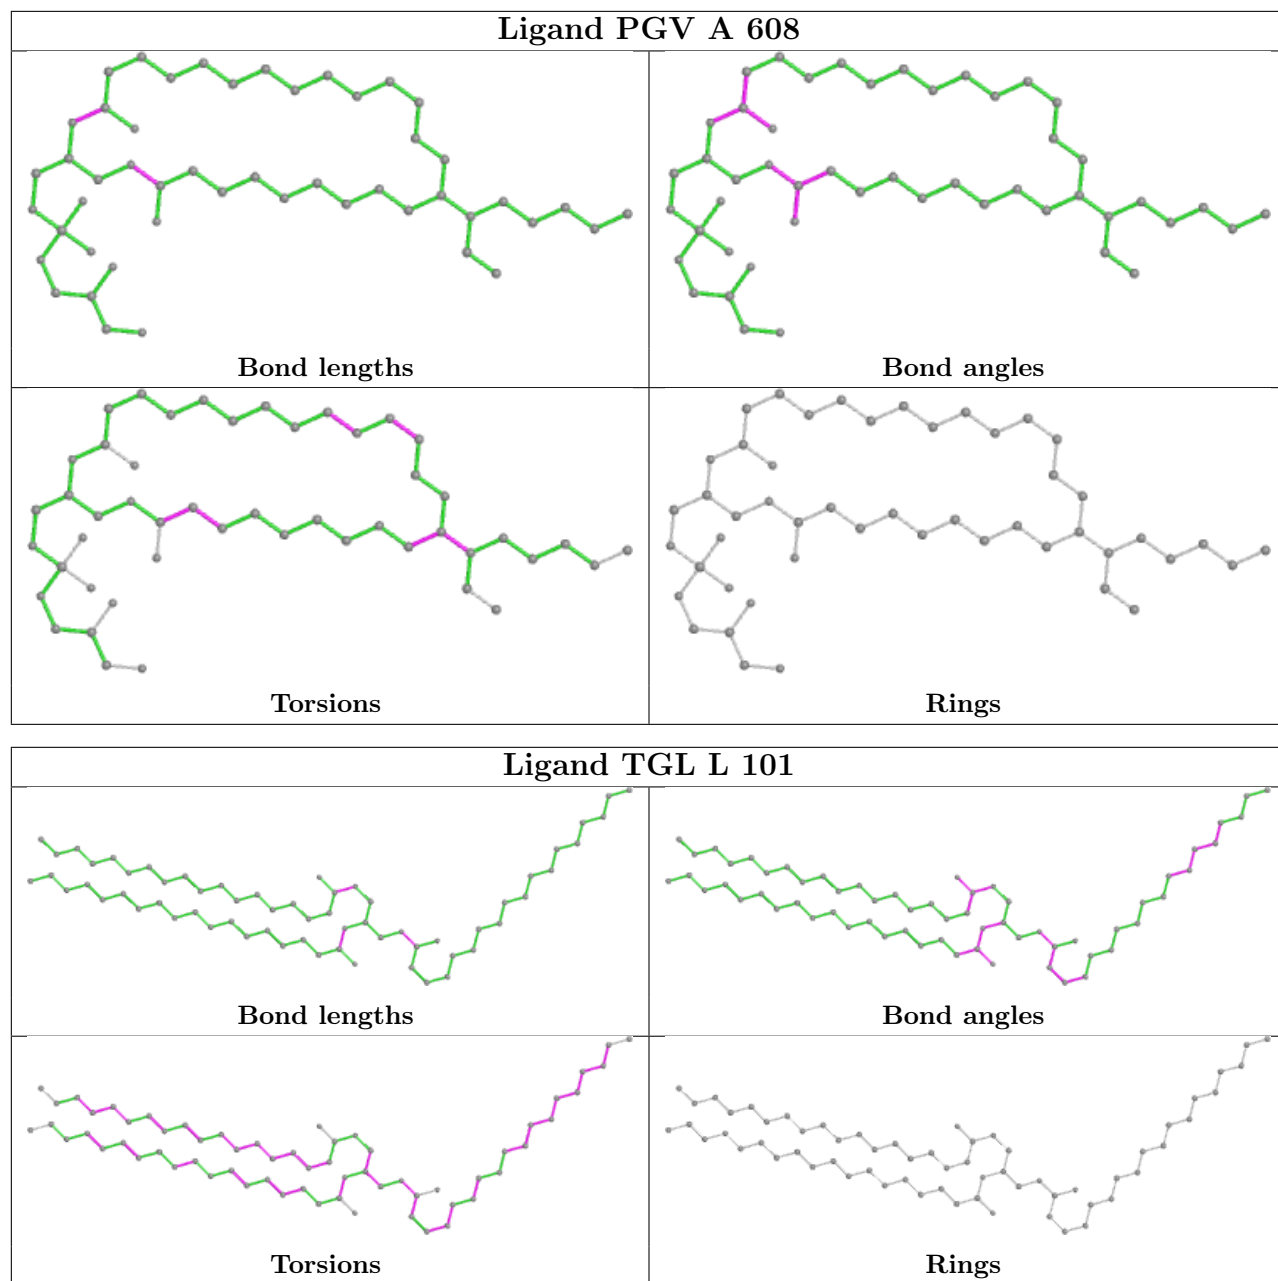 Ligand PGV A 608
Bond lengths
Bond angles
Torsions
Rings
Ligand TGL L 101
Bond lengths
Bond angles
Torsions
Rings